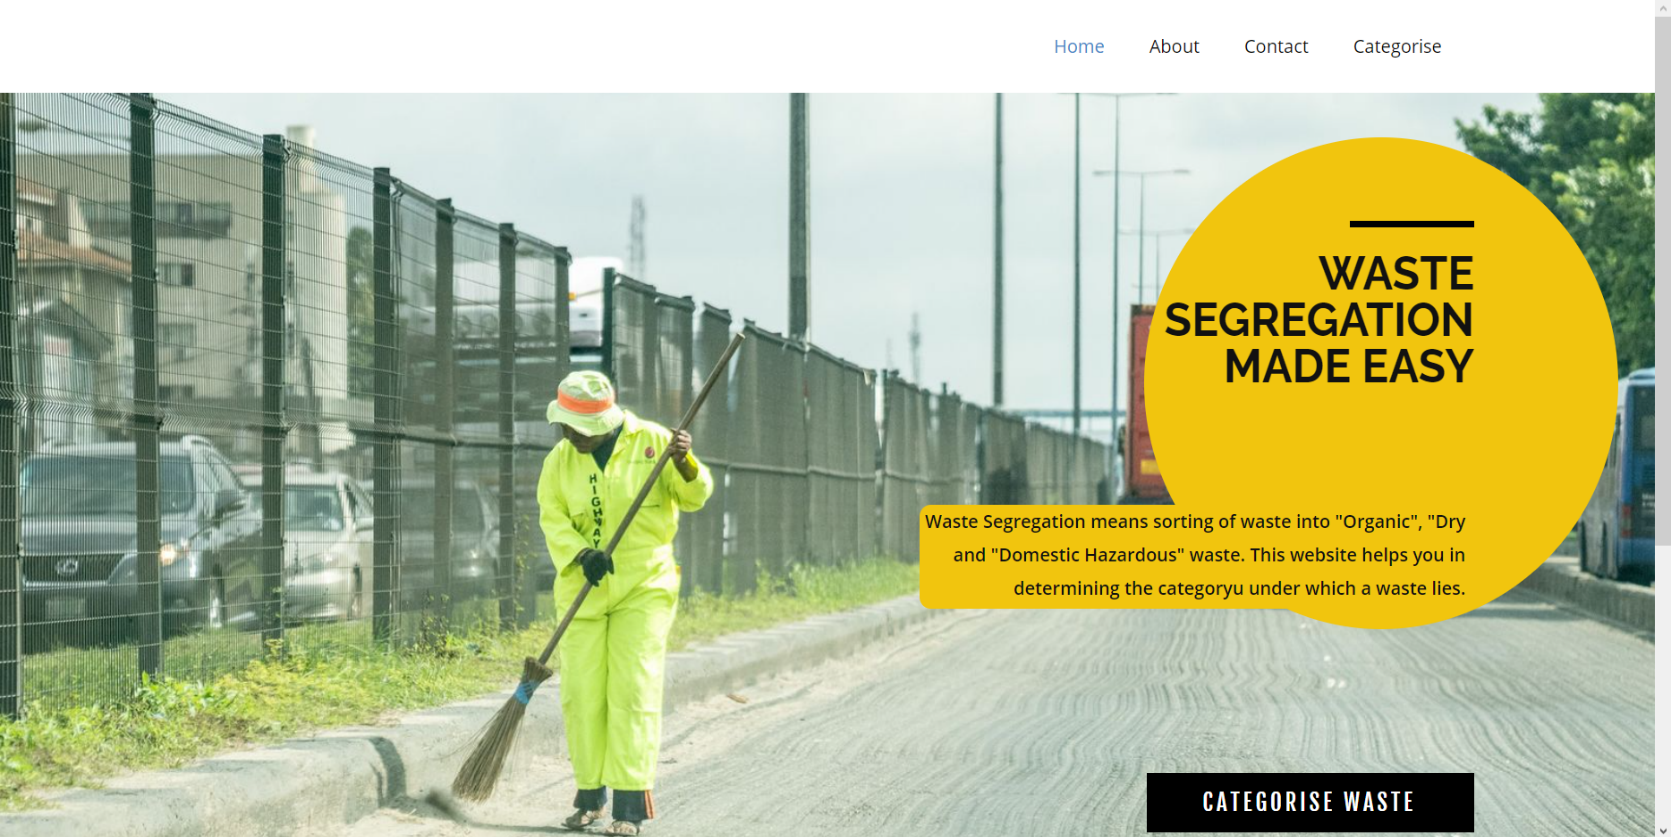 Home About Contact Categorise
WASTE
SEGREGATION
MADE EASY
HIGHWAY
Waste Segregation means sorting of waste into "Organic", "Dry
and "Domestic Hazardous" waste. This website helps you in
determining the categoryu under which a waste lies.
CATEGORISE WASTE